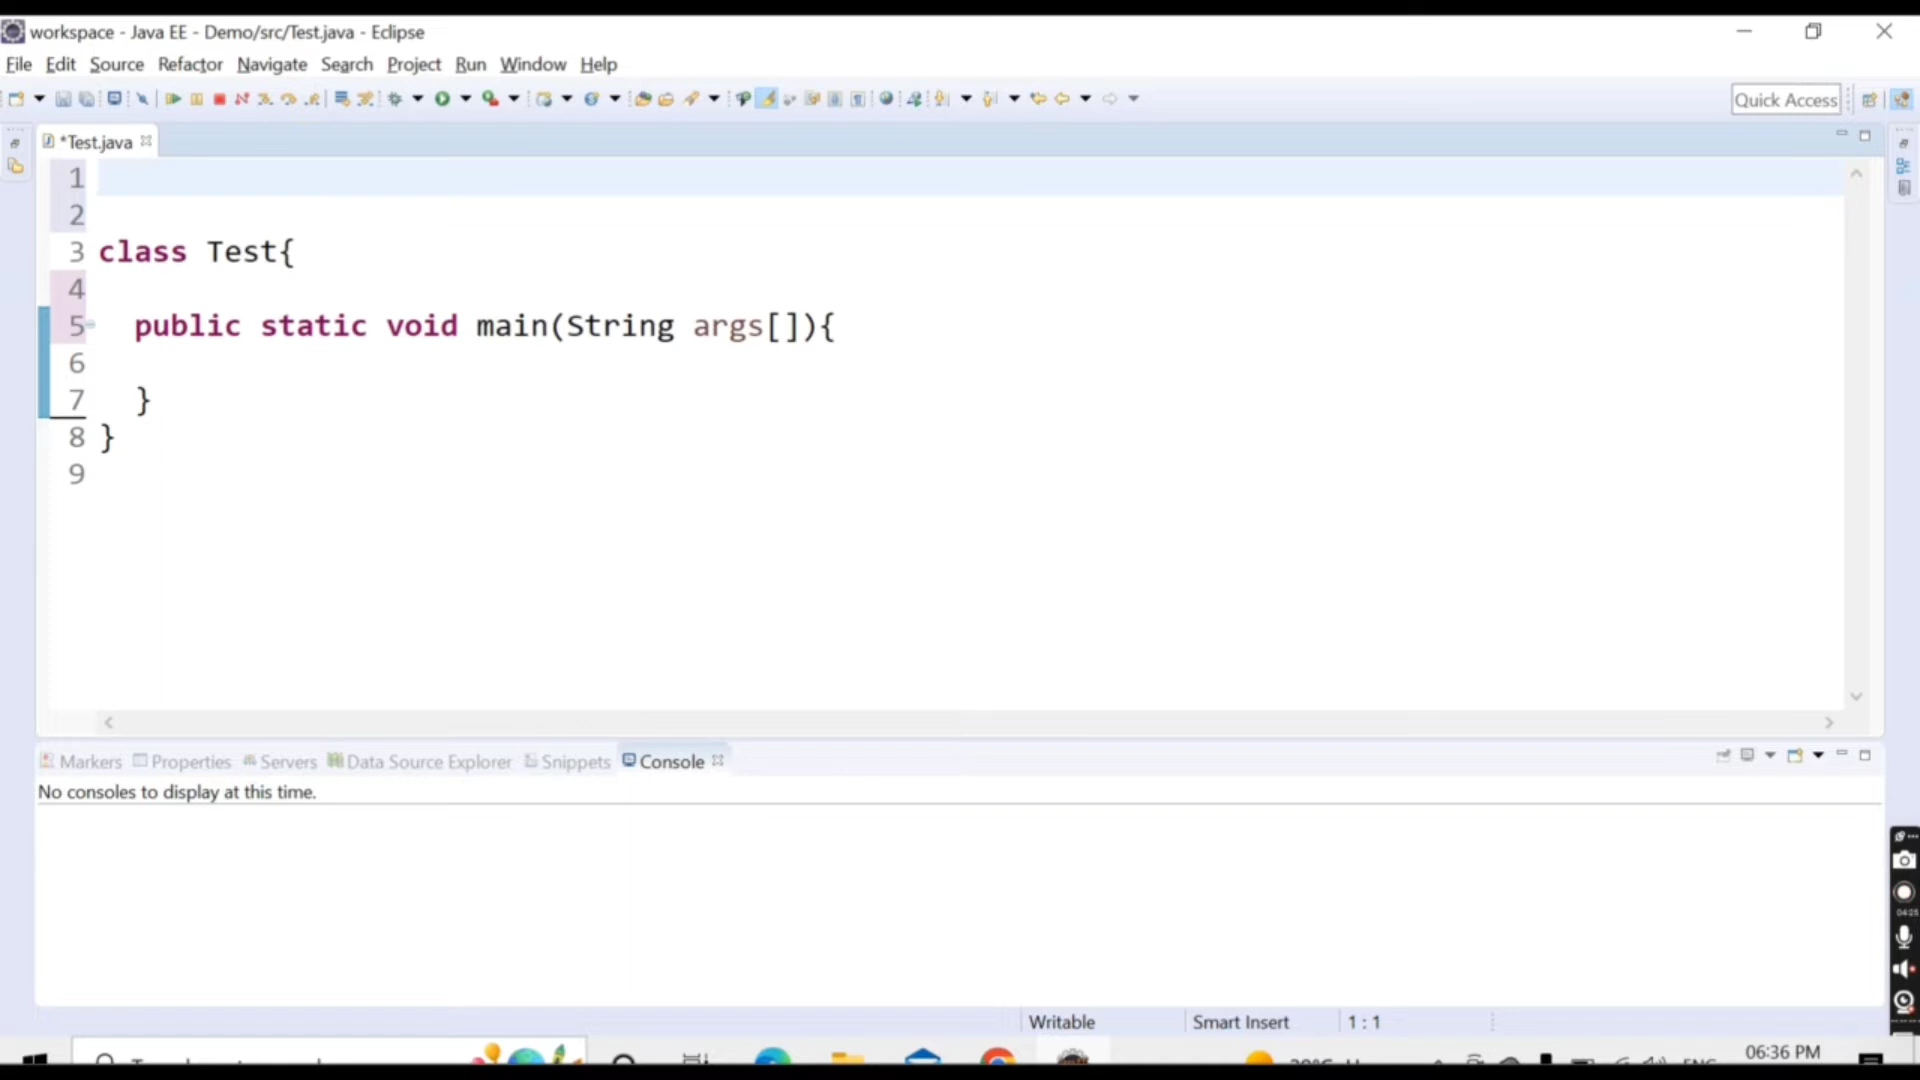 workspace - Java EE - Demo/src/Test.java - Eclipse
File Edit Source Refactor Navigate Search Project Run Window Help
Quick Access
*Test.java
1
2
3 class Test{
4
5 public static void main(String args[]){
6
7 }
8 }
9
Markers Properties Servers Data Source Explorer Snippets Console
No consoles to display at this time.
04:25
Writable Smart Insert 1 : 1
06:36 PM